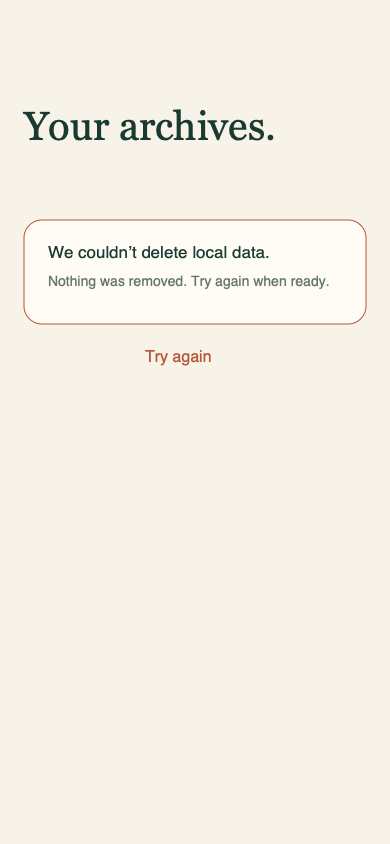 Your archives.
We couldn’t delete local data.
Nothing was removed. Try again when ready.
Try again